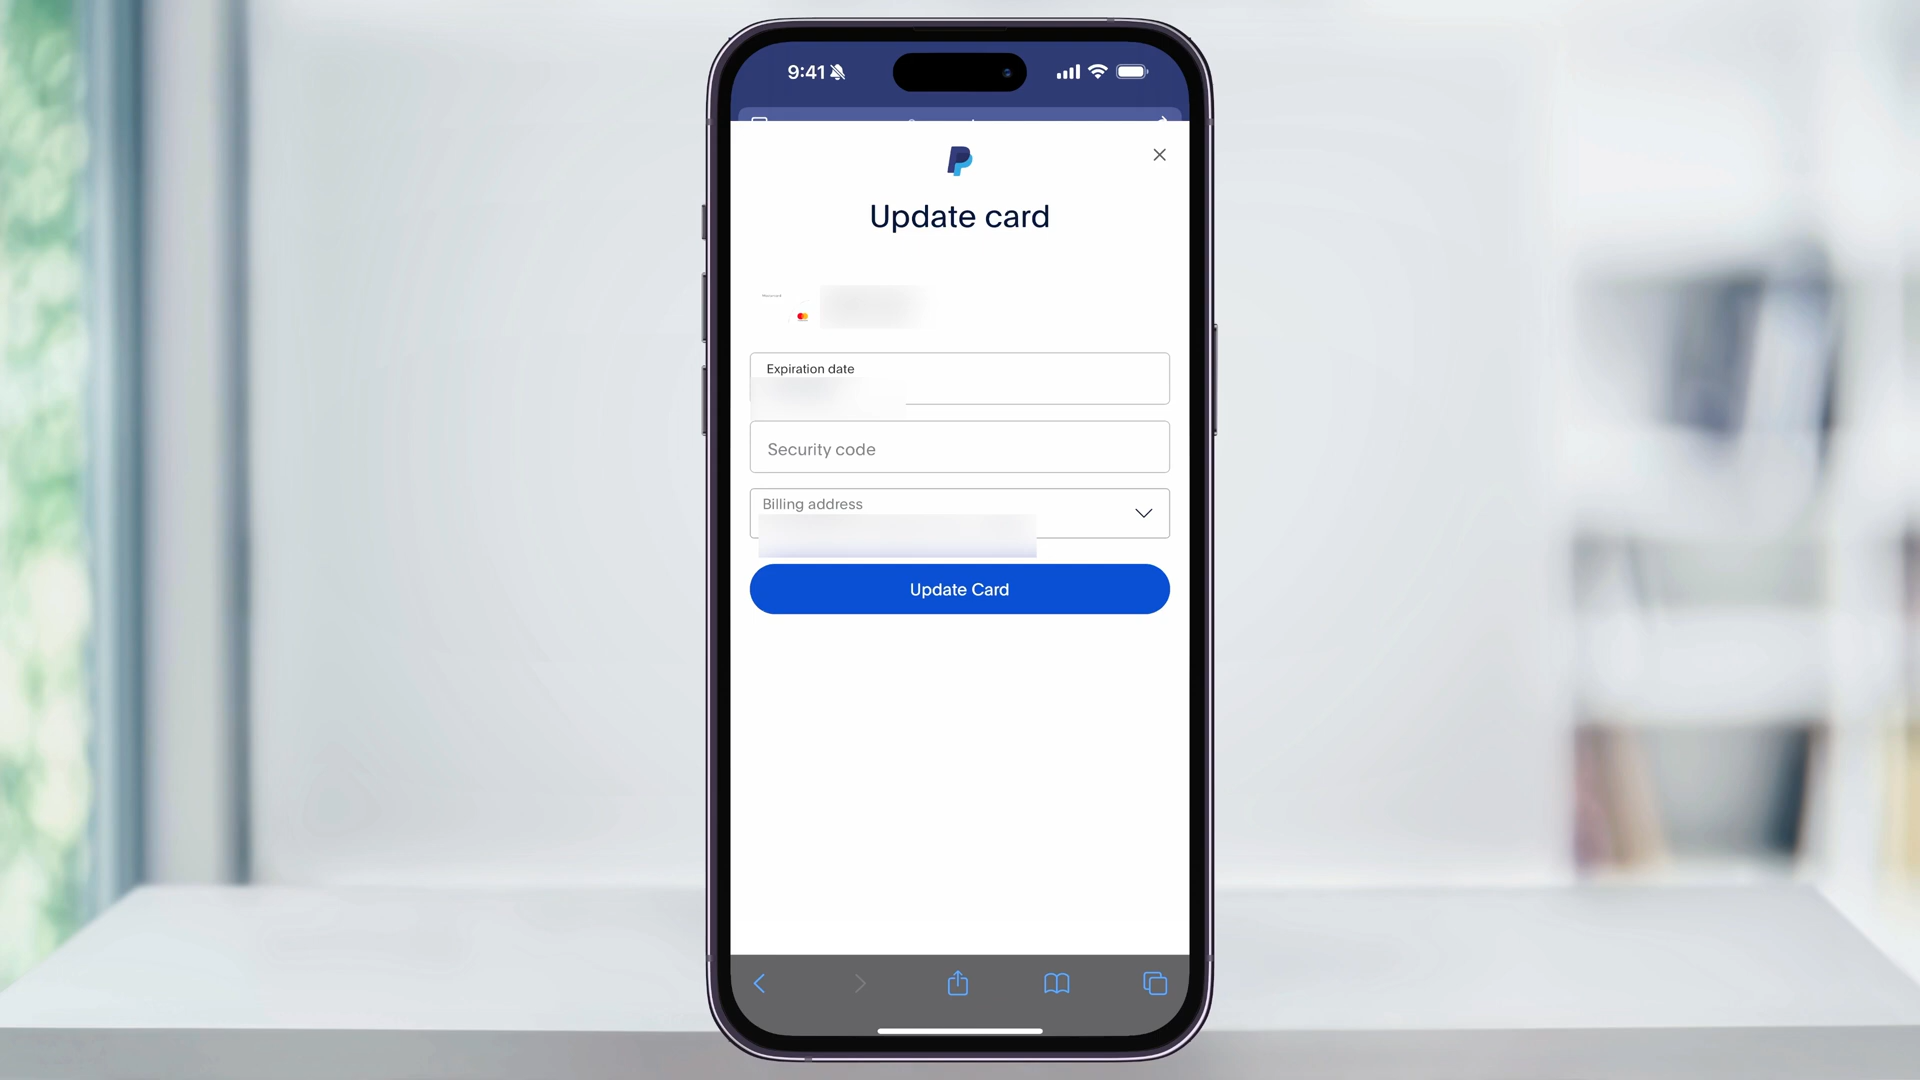 9:41
Update card
Expiration date
Security code
Billing address
Update Card